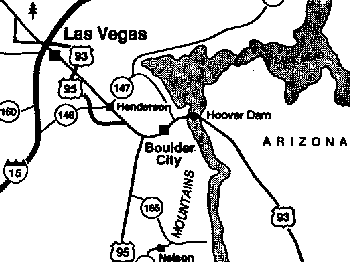 Las Vegas
93
95
147
Henderson
160
146
Hoover Dam
Boulder
City
ARIZONA
15
MOUNTAINS
165
93
95
Nelson